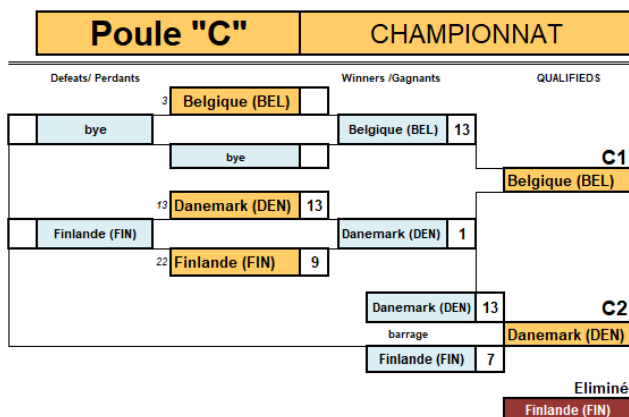 Poule "C" CHAMPIONNAT
Defeats/ Perdants Winners /Gagnants QUALIFIEDS
3 Belgique (BEL)
bye Belgique (BEL) 13
bye C1
Belgique (BEL)
13 Danemark (DEN) 13
Finlande (FIN) Danemark (DEN) 1
22 Finlande (FIN) 9
Danemark (DEN) 13 C2
barrage Danemark (DEN)
Finlande (FIN) 7
Eliminé
Finlande (FIN)